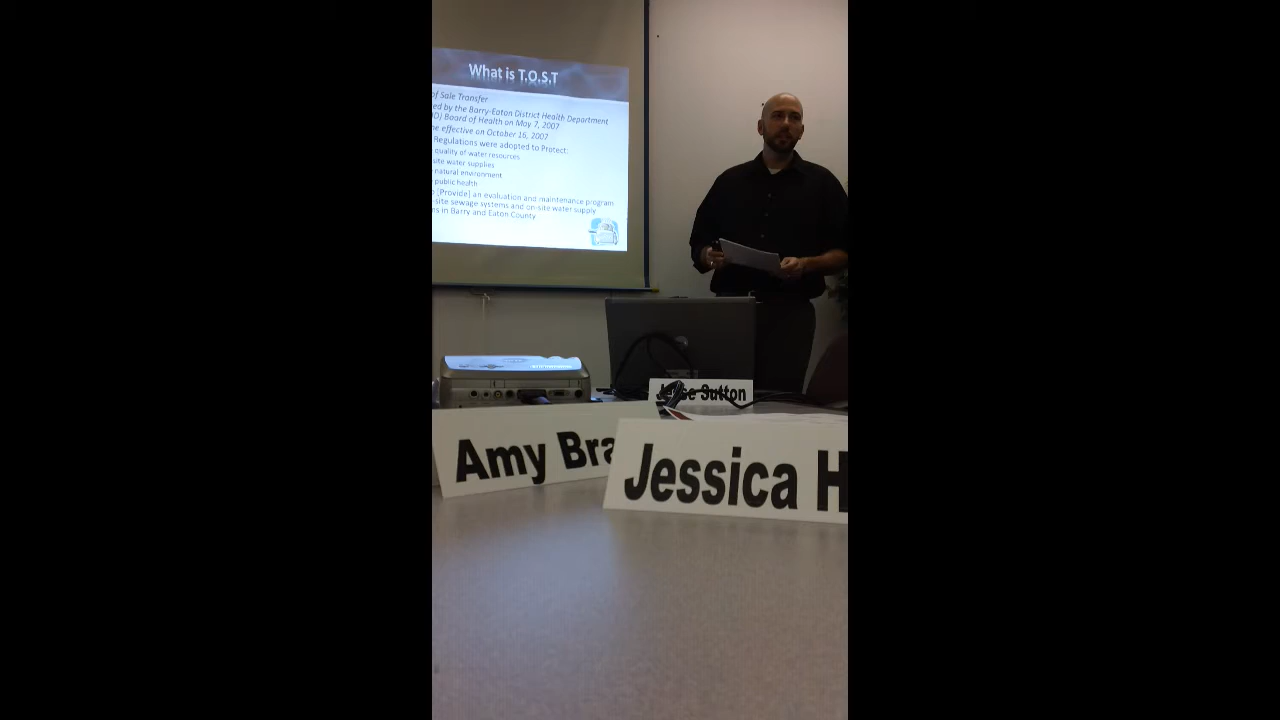 What is T.O.S.T
of Sale Transfer
ed by the Barry-Eaton District Health Department
D) Board of Health on May 7, 2007
me effective on October 16, 2007
Regulations were adopted to Protect:
quality of water resources
site water supplies
natural environment
public health
[Provide] an evaluation and maintenance program
-site sewage systems and on-site water supply
ms in Barry and Eaton County
Sutton
Amy Bra
Jessica H